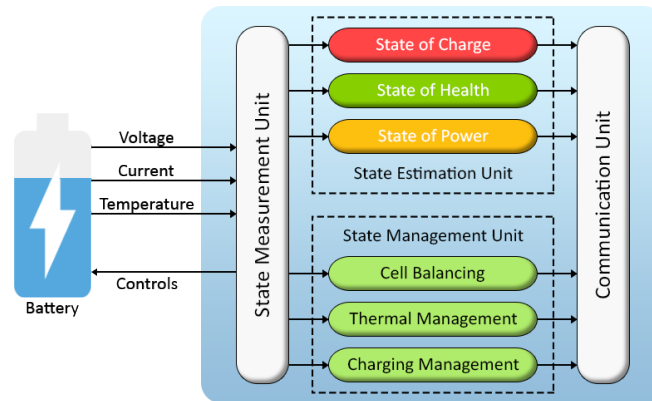 Voltage
Current
Temperature
Controls
Battery
State Measurement Unit
State of Charge
State of Health
State of Power
State Estimation Unit
State Management Unit
Cell Balancing
Thermal Management
Charging Management
Communication Unit